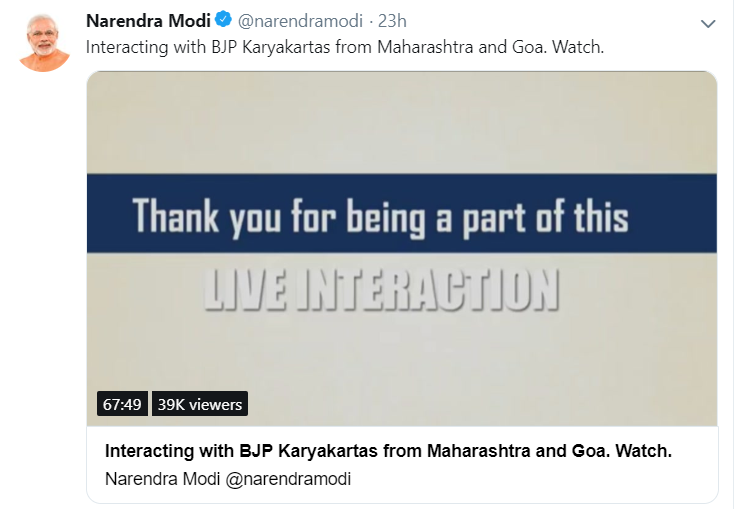 Narendra Modi @narendramodi · 23h
Interacting with BJP Karyakartas from Maharashtra and Goa. Watch.
Thank you for being a part of this
LIVE INTERACTION
67:49 39K viewers
Interacting with BJP Karyakartas from Maharashtra and Goa. Watch.
Narendra Modi @narendramodi